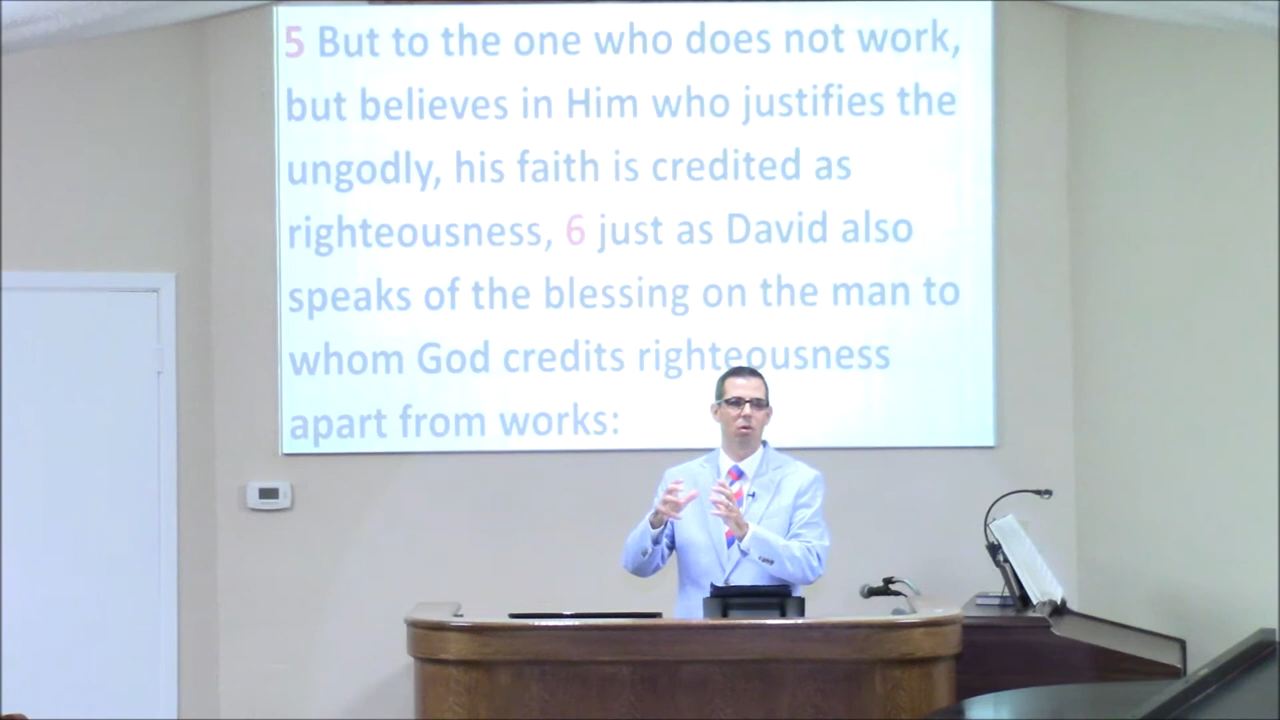 5 But to the one who does not work,
but believes in Him who justifies the
ungodly, his faith is credited as
righteousness, 6 just as David also
speaks of the blessing on the man to
whom God credits righteousness
apart from works: